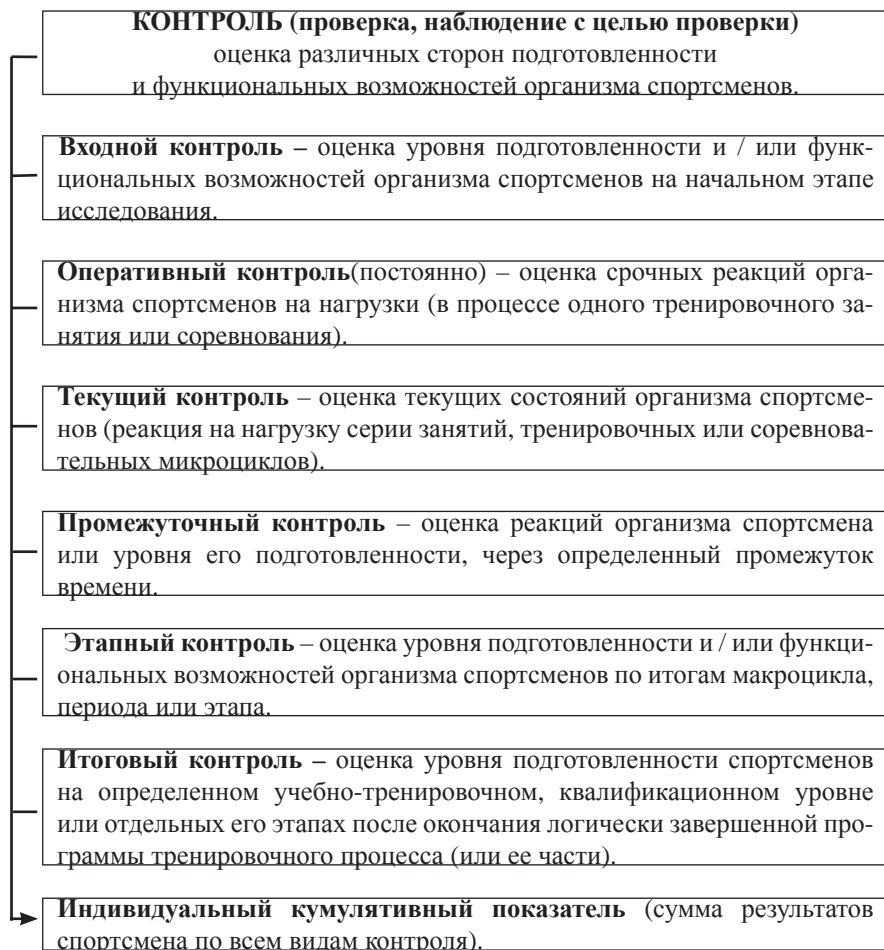 КОНТРОЛЬ (проверка, наблюдение с целью проверки)
оценка различных сторон подготовленности
и функциональных возможностей организма спортсменов.
Входной контроль – оценка уровня подготовленности и / или функ-
циональных возможностей организма спортсменов на начальном этапе
исследования.
Оперативный контроль(постоянно) – оценка срочных реакций орга-
низма спортсменов на нагрузки (в процессе одного тренировочного за-
нятия или соревнования).
Текущий контроль – оценка текущих состояний организма спортсме-
нов (реакция на нагрузку серии занятий, тренировочных или соревнова-
тельных микроциклов).
Промежуточный контроль – оценка реакций организма спортсмена
или уровня его подготовленности, через определенный промежуток
времени.
Этапный контроль – оценка уровня подготовленности и / или функци-
ональных возможностей организма спортсменов по итогам макроцикла,
периода или этапа.
Итоговый контроль – оценка уровня подготовленности спортсменов
на определенном учебно-тренировочном, квалификационном уровне
или отдельных его этапах после окончания логически завершенной про-
граммы тренировочного процесса (или ее части).
Индивидуальный кумулятивный показатель (сумма результатов
спортсмена по всем видам контроля).